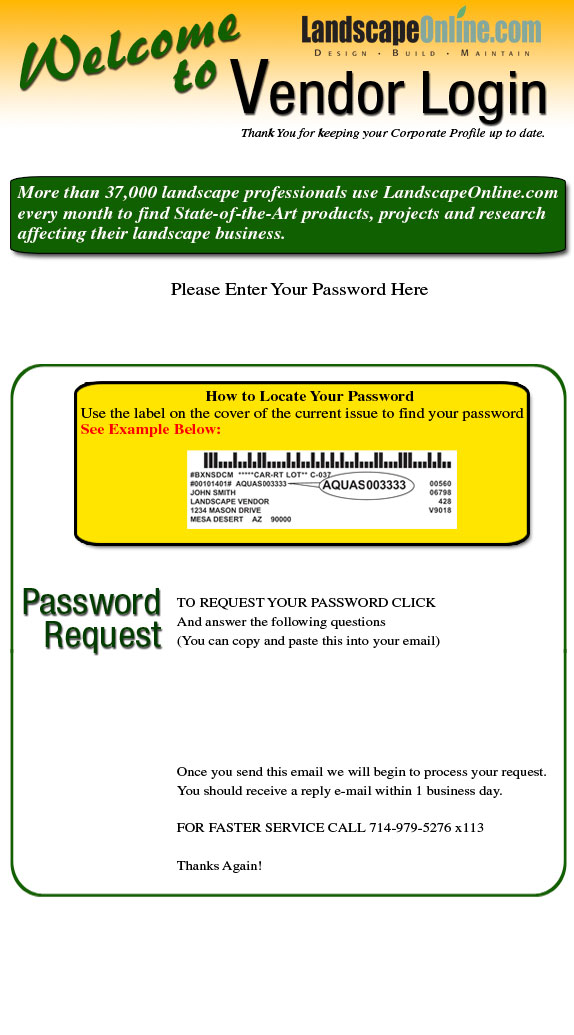 Welcome
to
LandscapeOnline.com
Design · Build · Maintain
Vendor Login
Thank You for keeping your Corporate Profile up to date.
More than 37,000 landscape professionals use LandscapeOnline.com
every month to find State-of-the-Art products, projects and research
affecting their landscape business.
Please Enter Your Password Here
How to Locate Your Password
Use the label on the cover of the current issue to find your password
See Example Below:
#BXNSDCM *****CAR-RT LOT** C-037
#00101401# AQUAS003333 AQUAS003333 00560
JOHN SMITH 06798
LANDSCAPE VENDOR 428
1234 MASON DRIVE V9018
MESA DESERT AZ 90000
Password
Request
TO REQUEST YOUR PASSWORD CLICK
And answer the following questions
(You can copy and paste this into your email)
Once you send this email we will begin to process your request.
You should receive a reply e-mail within 1 business day.
FOR FASTER SERVICE CALL 714-979-5276 x113
Thanks Again!